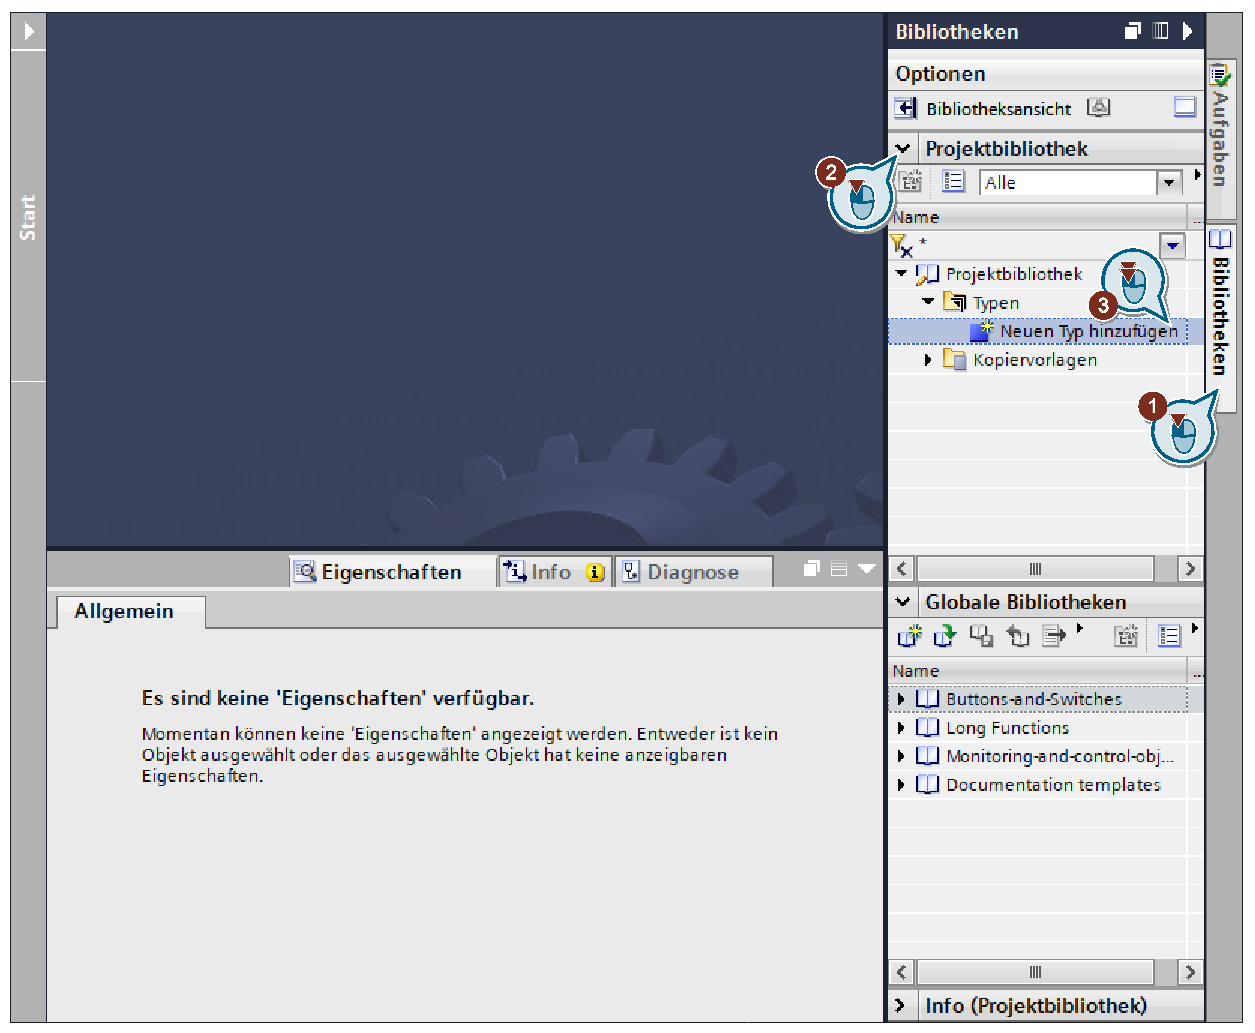 Start
Bibliotheken
Optionen
Bibliotheksansicht
Projektbibliothek
2
Alle
Name
...
*
Projektbibliothek
Typen
3
Neuen Typ hinzufügen
Kopiervorlagen
Aufgaben
Bibliotheken
1
Eigenschaften
Info
Diagnose
Allgemein
Es sind keine 'Eigenschaften' verfügbar.
Momentan können keine 'Eigenschaften' angezeigt werden. Entweder ist kein
Objekt ausgewählt oder das ausgewählte Objekt hat keine anzeigbaren
Eigenschaften.
Globale Bibliotheken
Name
...
Buttons-and-Switches
Long Functions
Monitoring-and-control-obj...
Documentation templates
Info (Projektbibliothek)